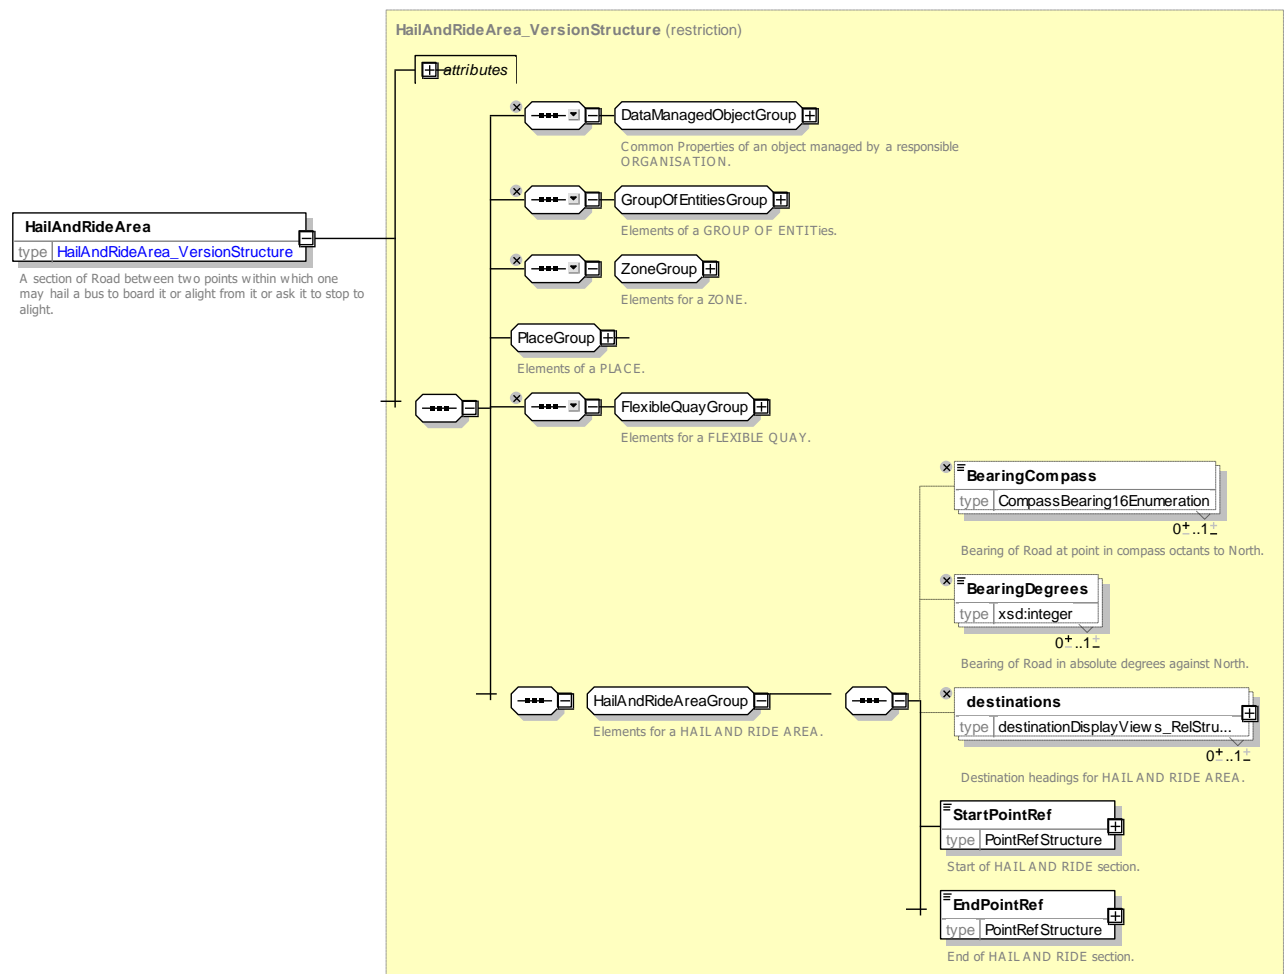 HailAndRideArea_VersionStructure (restriction)
attributes
DataManagedObjectGroup
Common Properties of an object managed by a responsible
ORGANISATION.
GroupOfEntitiesGroup
Elements of a GROUP OF ENTITies.
HailAndRideArea
type HailAndRideArea_VersionStructure
A section of Road between two points within which one
may hail a bus to board it or alight from it or ask it to stop to
alight.
ZoneGroup
Elements for a ZONE.
PlaceGroup
Elements of a PLACE.
FlexibleQuayGroup
Elements for a FLEXIBLE QUAY.
BearingCompass
type CompassBearing16Enumeration
0±..1±
Bearing of Road at point in compass octants to North.
BearingDegrees
type xsd:integer
0±..1±
Bearing of Road in absolute degrees against North.
HailAndRideAreaGroup
Elements for a HAIL AND RIDE AREA.
destinations
type destinationDisplayViews_RelStru...
0±..1±
Destination headings for HAIL AND RIDE AREA.
StartPointRef
type PointRefStructure
Start of HAIL AND RIDE section.
EndPointRef
type PointRefStructure
End of HAIL AND RIDE section.